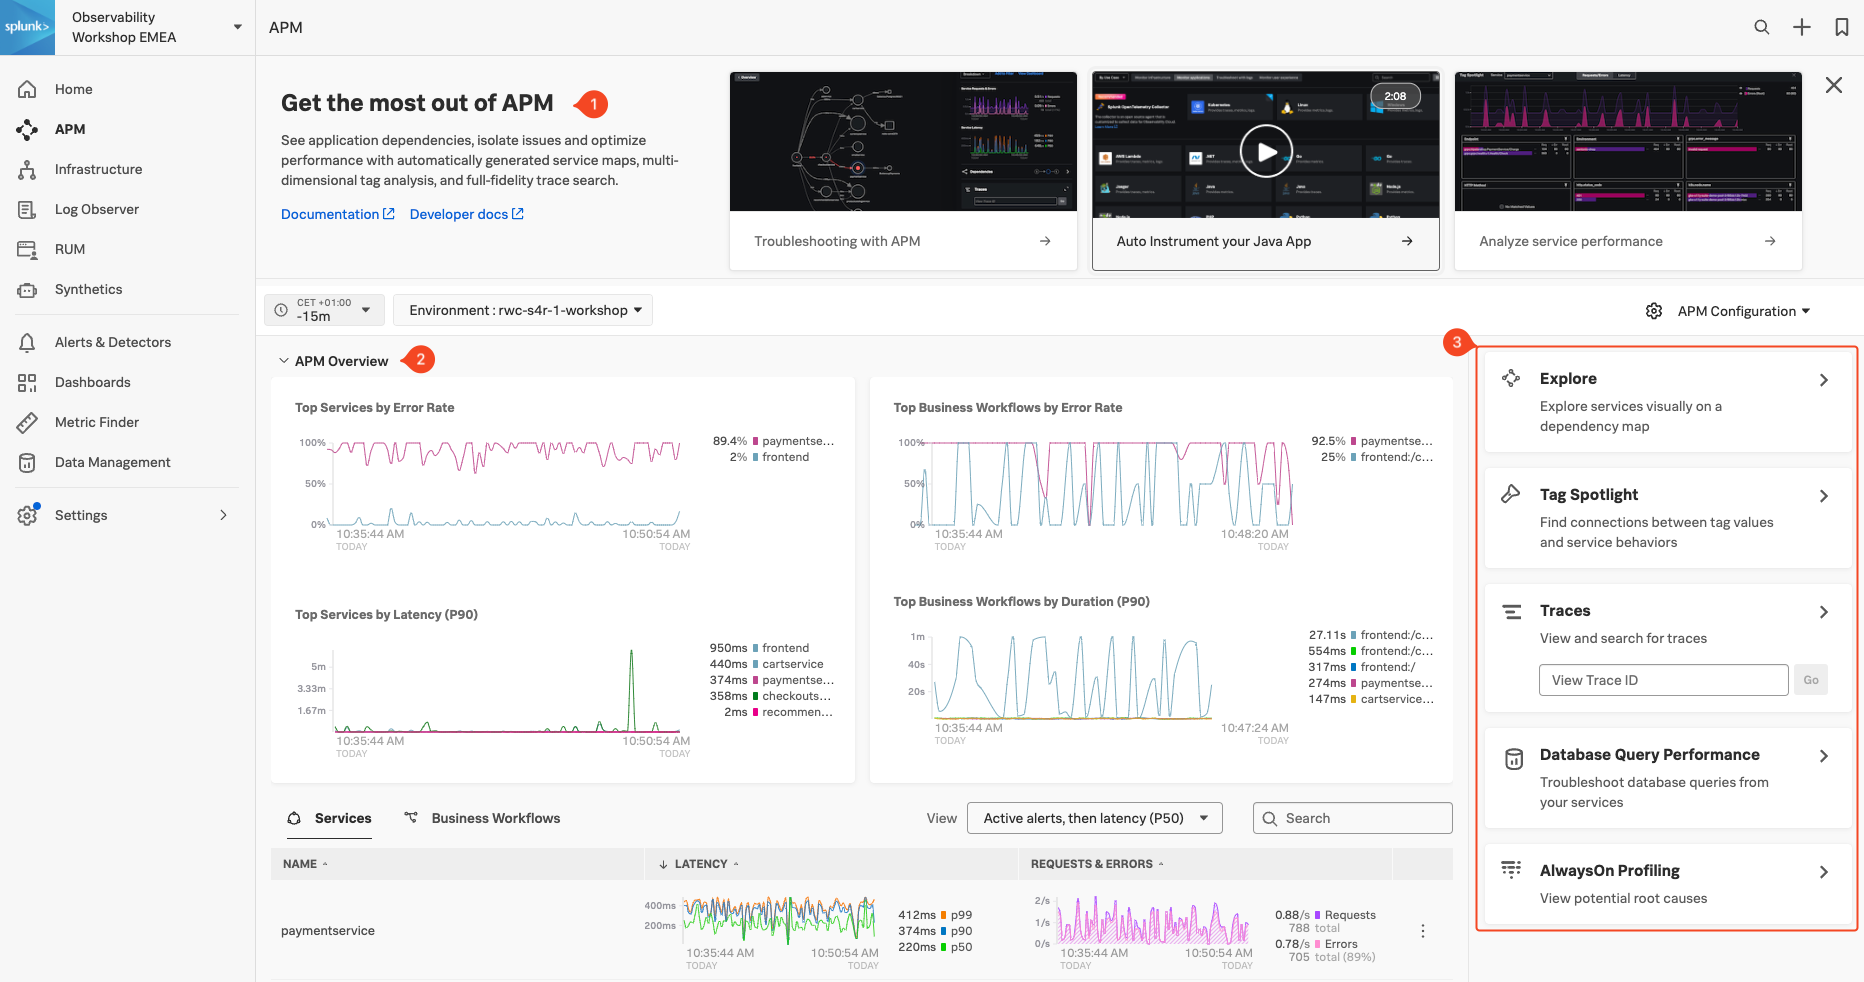 splunk>
Observability
Workshop EMEA
APM
Home
APM
Infrastructure
Log Observer
RUM
Synthetics
Alerts & Detectors
Dashboards
Metric Finder
Data Management
Settings
Get the most out of APM
1
See application dependencies, isolate issues and optimize
performance with automatically generated service maps, multi-
dimensional tag analysis, and full-fidelity trace search.
Documentation
Developer docs
Troubleshooting with APM
2:08
Auto Instrument your Java App
Tag Spotlight
Analyze service performance
CET +01:00
-15m
Environment : rwc-s4r-1-workshop
APM Configuration
APM Overview
2
Top Services by Error Rate
100%
50%
0%
10:35:44 AM
TODAY
10:50:54 AM
TODAY
89.4% paymentse...
2% frontend
Top Business Workflows by Error Rate
100%
50%
0%
10:35:44 AM
TODAY
10:48:20 AM
TODAY
92.5% paymentse...
25% frontend:/c...
Top Services by Latency (P90)
5m
3.33m
1.67m
10:35:44 AM
TODAY
10:50:54 AM
TODAY
950ms frontend
440ms cartservice
374ms paymentse...
358ms checkouts...
2ms recommen...
Top Business Workflows by Duration (P90)
1m
40s
20s
10:35:44 AM
TODAY
10:47:24 AM
TODAY
27.11s frontend:/c...
554ms frontend:/c...
317ms frontend:/
274ms paymentse...
147ms cartservice...
3
Explore
Explore services visually on a
dependency map
Tag Spotlight
Find connections between tag values
and service behaviors
Traces
View and search for traces
View Trace ID
Go
Database Query Performance
Troubleshoot database queries from
your services
AlwaysOn Profiling
View potential root causes
Services
Business Workflows
View
Active alerts, then latency (P50)
Search
NAME
LATENCY
REQUESTS & ERRORS
paymentservice
400ms
200ms
10:35:44 AM
TODAY
10:50:54 AM
TODAY
412ms p99
374ms p90
220ms p50
2/s
1/s
0/s
10:35:44 AM
TODAY
10:50:54 AM
TODAY
0.88/s Requests
788 total
0.78/s Errors
705 total (89%)